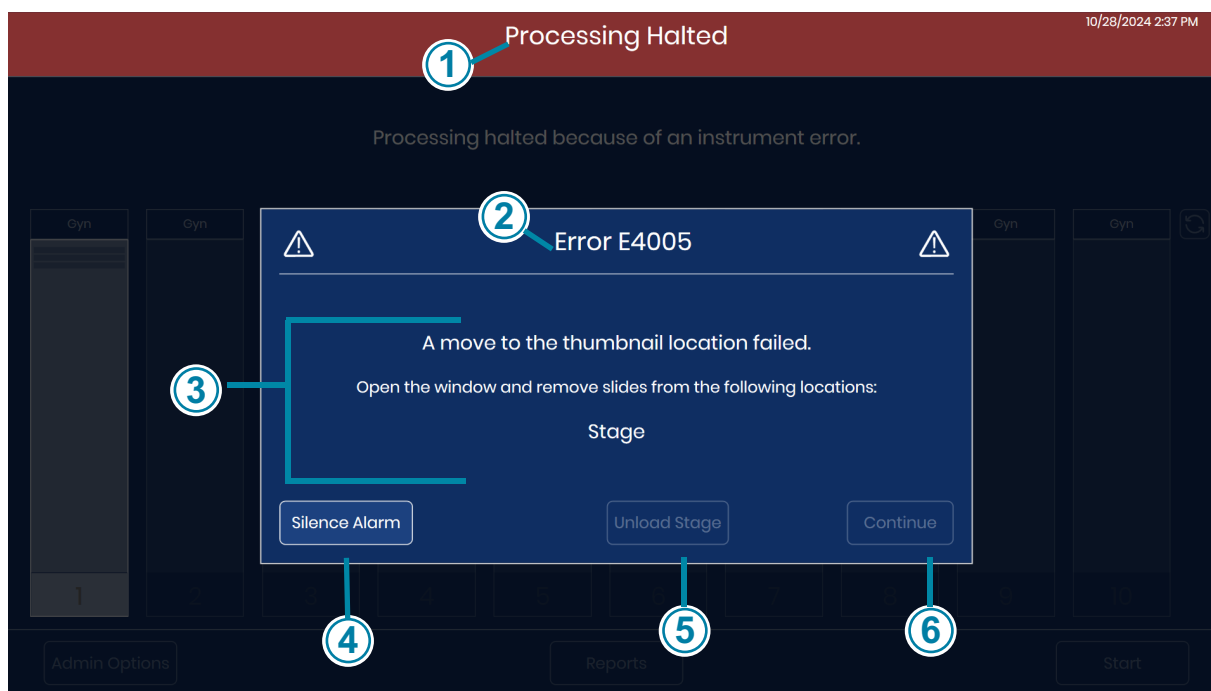 Processing Halted
10/28/2024 2:37 PM
1
Processing halted because of an instrument error.
Gyn
Gyn
Gyn
Gyn
2
Error E4005
A move to the thumbnail location failed.
3
Open the window and remove slides from the following locations:
Stage
Silence Alarm
Unload Stage
Continue
1
2
3
4
5
6
7
8
9
10
4
5
6
Admin Options
Reports
Start